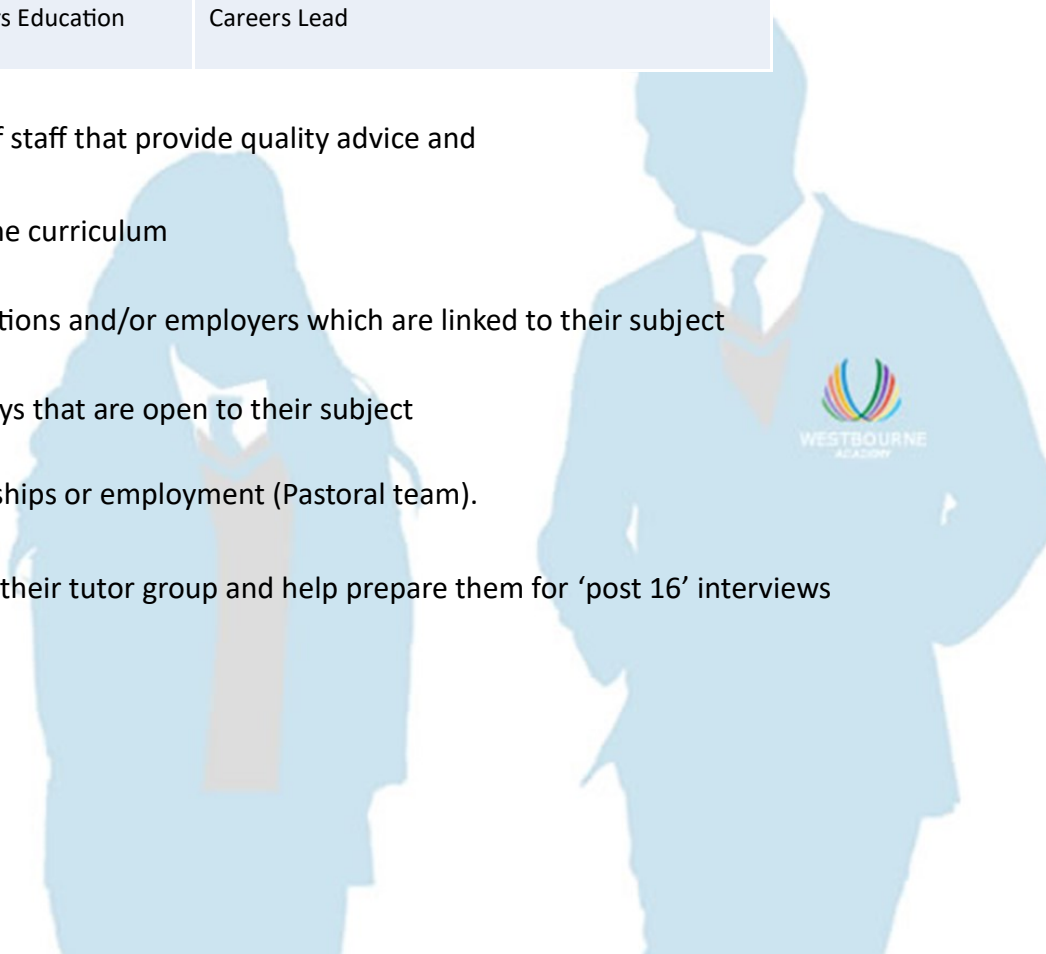 rs Education
Careers Lead
f staff that provide quality advice and
ne curriculum
tions and/or employers which are linked to their subject
ys that are open to their subject
ships or employment (Pastoral team).
their tutor group and help prepare them for ‘post 16’ interviews
WESTBOURNE
ACADEMY